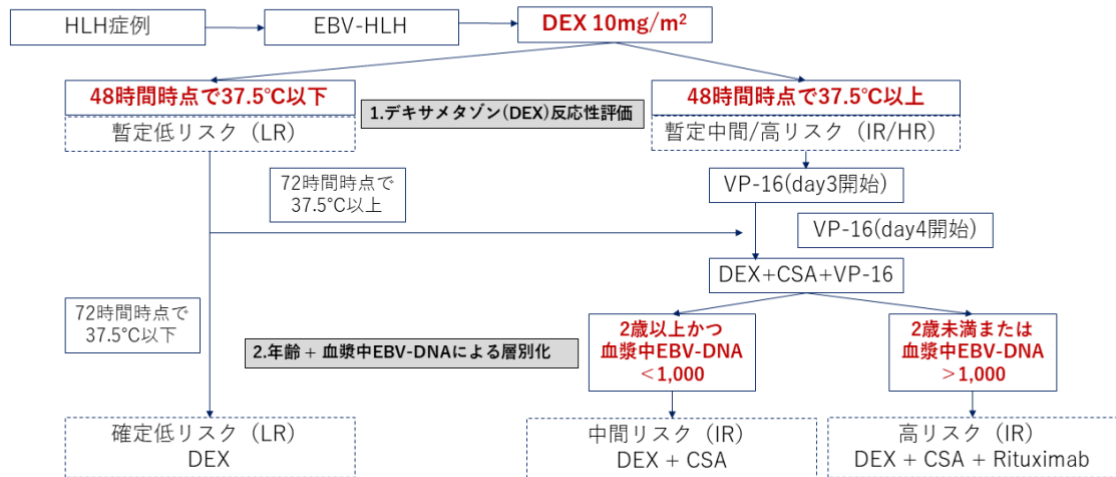 HLH症例
EBV-HLH
DEX 10mg/m²
48時間時点で37.5℃以下
暫定低リスク（LR）
1.デキサメタゾン(DEX)反応性評価
48時間時点で37.5℃以上
暫定中間/高リスク（IR/HR）
72時間時点で
37.5℃以上
VP-16(day3開始)
VP-16(day4開始)
DEX+CSA+VP-16
72時間時点で
37.5℃以下
2.年齢 + 血漿中EBV-DNAによる層別化
2歳以上かつ
血漿中EBV-DNA
＜1,000
2歳未満または
血漿中EBV-DNA
＞1,000
確定低リスク（LR）
DEX
中間リスク（IR）
DEX + CSA
高リスク（IR）
DEX + CSA + Rituximab